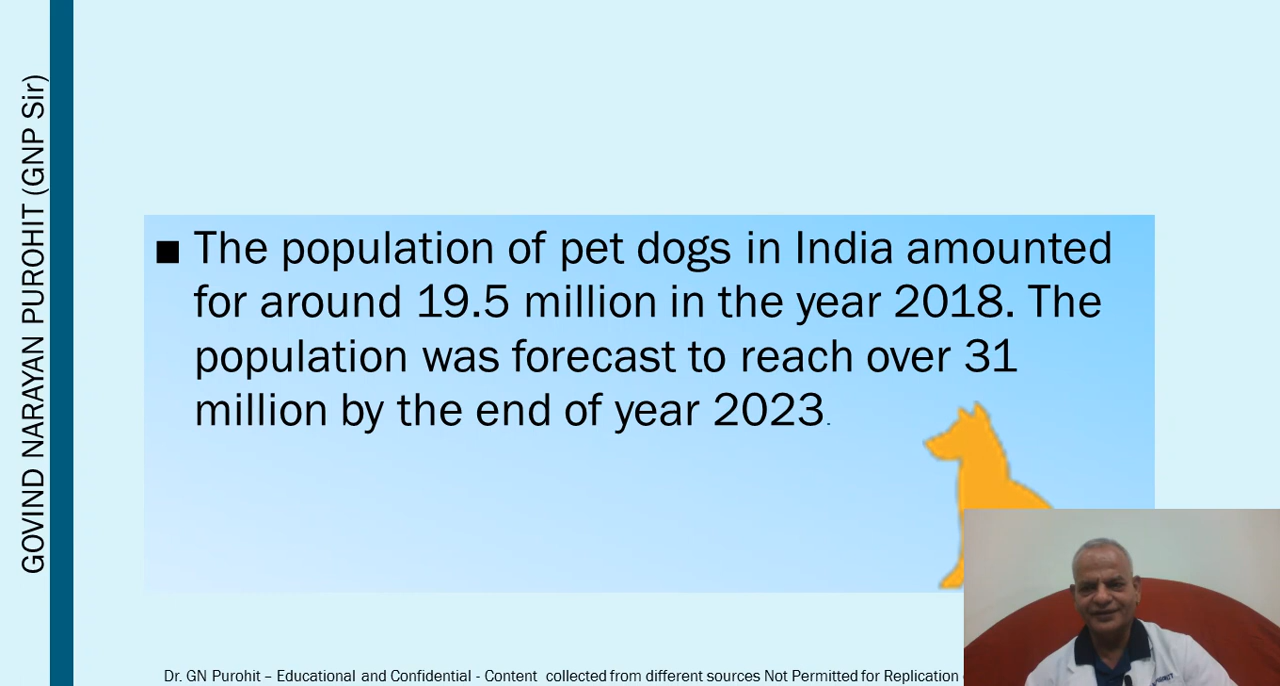 GOVIND NARAYAN PUROHIT (GNP Sir)
■ The population of pet dogs in India amounted
for around 19.5 million in the year 2018. The
population was forecast to reach over 31
million by the end of year 2023.
Dr. GN Purohit – Educational and Confidential - Content collected from different sources Not Permitted for Replication